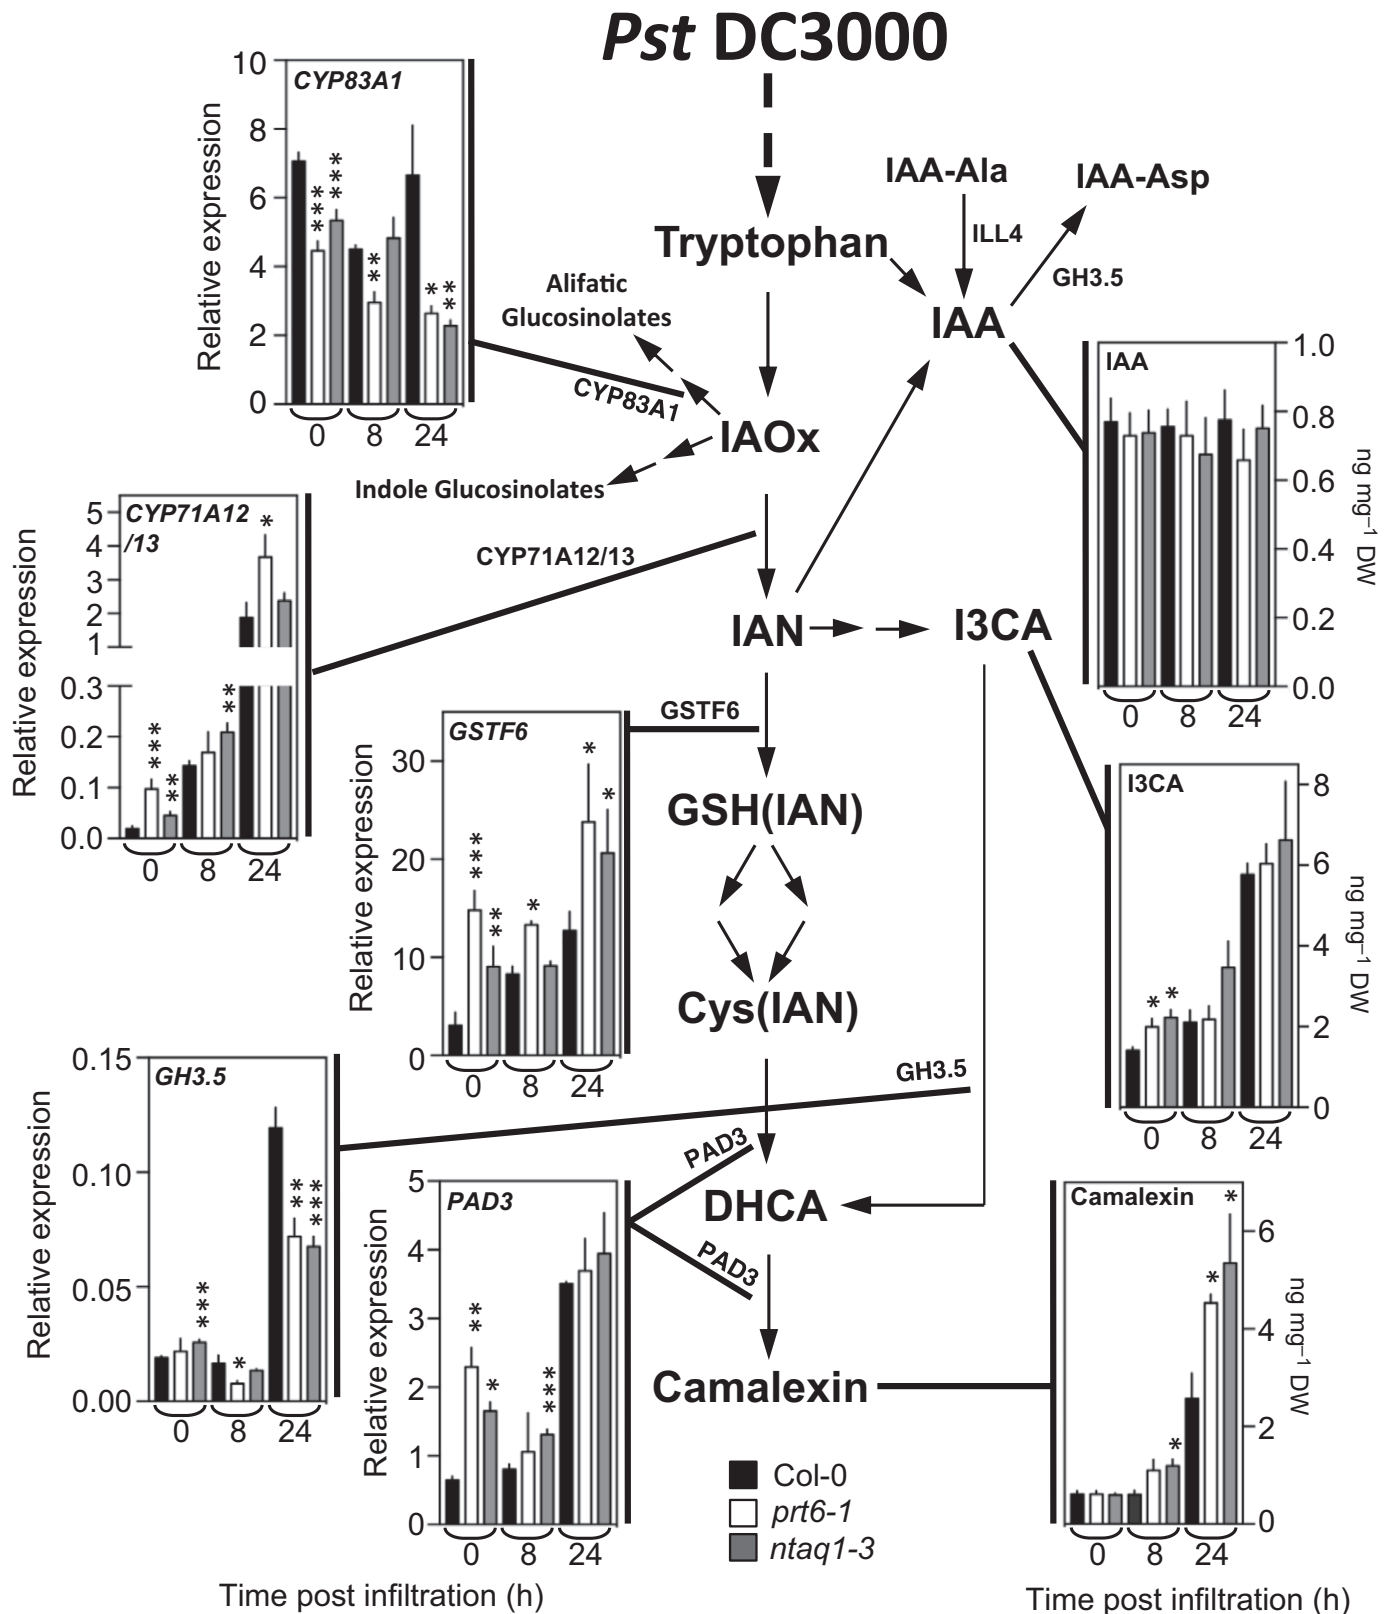 Pst DC3000
10
8
6
4
2
0
CYP83A1
***
***
**
*
**
Relative expression
0
8
24
IAA-Ala
IAA-Asp
ILL4
GH3.5
Tryptophan
IAA
Alifatic
Glucosinolates
CYP83A1
IAOx
Indole Glucosinolates
IAA
1.0
0.8
0.6
0.4
0.2
0.0
ng mg–1 DW
0
8
24
CYP71A12
/13
5
4
3
2
1
0.3
0.2
0.1
0.0
***
**
**
*
Relative expression
0
8
24
CYP71A12/13
IAN
I3CA
GSTF6
GSTF6
30
20
10
0
***
**
*
*
*
Relative expression
0
8
24
GSH(IAN)
Cys(IAN)
I3CA
8
6
4
2
0
*
*
ng mg–1 DW
0
8
24
GH3.5
0.15
0.10
0.05
0.00
***
*
**
***
Relative expression
0
8
24
GH3.5
PAD3
DHCA
PAD3
PAD3
5
4
3
2
1
0
**
*
***
Relative expression
0
8
24
Camalexin
Camalexin
6
4
2
0
*
*
*
ng mg–1 DW
0
8
24
Col-0
prt6-1
ntaq1-3
Time post infiltration (h)
Time post infiltration (h)